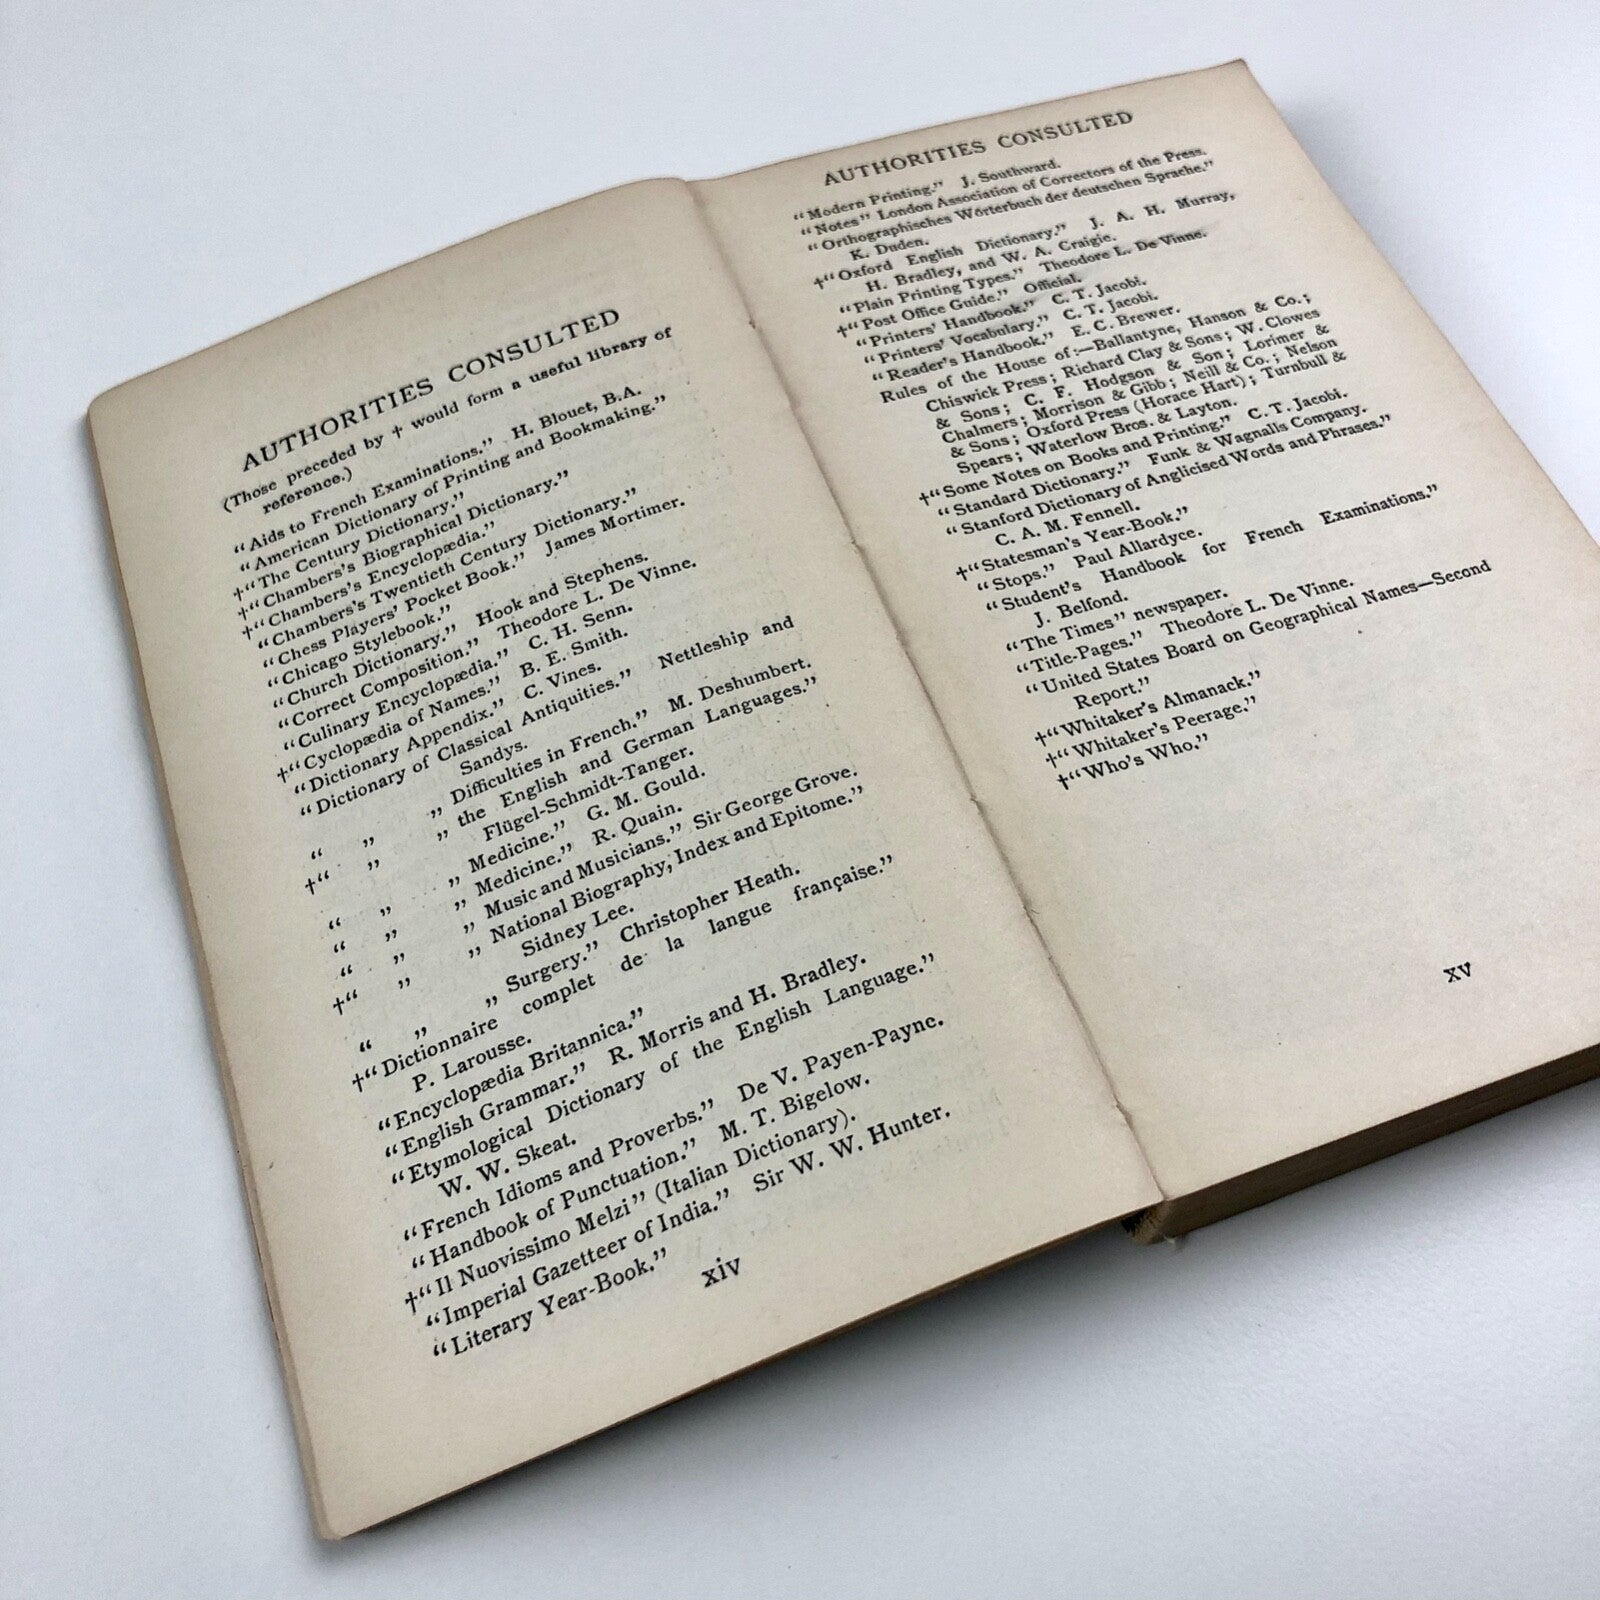 AUTHORITIES CONSULTED
(Those preceded by † would form a useful library of
reference.)
“Aids to French Examinations.” H. Blouet, B.A.
“American Dictionary of Printing and Bookmaking.”
†“The Century Dictionary.”
†“Chambers's Biographical Dictionary.”
†“Chambers's Encyclopædia.”
“Chambers's Twentieth Century Dictionary.”
“Chess Players' Pocket Book.” James Mortimer.
“Chicago Stylebook.”
“Church Dictionary.” Hook and Stephens.
“Correct Composition.” Theodore L. De Vinne.
“Culinary Encyclopædia.” C. H. Senn.
†“Cyclopædia of Names.” B. E. Smith.
“Dictionary Appendix.” C. Vines.
“Dictionary of Classical Antiquities.” Nettleship and
Sandys.
“ ” ” Difficulties in French.” M. Deshumbert.
†“ ” ” the English and German Languages.”
Flügel-Schmidt-Tanger.
“ ” ” Medicine.” G. M. Gould.
“ ” ” Medicine.” R. Quain.
“ ” ” Music and Musicians.” Sir George Grove.
†“ ” ” National Biography, Index and Epitome.”
Sidney Lee.
“ ” ” Surgery.” Christopher Heath.
†“Dictionnaire complet de la langue française.”
P. Larousse.
“Encyclopædia Britannica.”
“English Grammar.” R. Morris and H. Bradley.
“Etymological Dictionary of the English Language.”
W. W. Skeat.
“French Idioms and Proverbs.” De V. Payen-Payne.
“Handbook of Punctuation.” M. T. Bigelow.
†“Il Nuovissimo Melzi” (Italian Dictionary).
“Imperial Gazetteer of India.” Sir W. W. Hunter.
“Literary Year-Book.”
xiv
AUTHORITIES CONSULTED
“Modern Printing.” J. Southward.
“Notes” London Association of Correctors of the Press.
“Orthographisches Wörterbuch der deutschen Sprache.”
K. Duden.
†“Oxford English Dictionary.” J. A. H. Murray,
H. Bradley, and W. A. Craigie.
“Plain Printing Types.” Theodore L. De Vinne.
†“Post Office Guide.” Official.
“Printers' Handbook.” C. T. Jacobi.
“Printers' Vocabulary.” C. T. Jacobi.
“Reader's Handbook.” E. C. Brewer.
Rules of the House of:—Ballantyne, Hanson & Co.;
Chiswick Press; Richard Clay & Sons; W. Clowes
& Sons; C. F. Hodgson & Son; Lorimer &
Chalmers; Morrison & Gibb; Neill & Co.; Nelson
& Sons; Oxford Press (Horace Hart); Turnbull &
Spears; Waterlow Bros. & Layton.
†“Some Notes on Books and Printing.” C. T. Jacobi.
“Standard Dictionary.” Funk & Wagnalls Company.
“Stanford Dictionary of Anglicised Words and Phrases.”
C. A. M. Fennell.
†“Statesman's Year-Book.”
“Stops.” Paul Allardyce.
“Student's Handbook for French Examinations.”
J. Belfond.
“The Times” newspaper.
“Title-Pages.” Theodore L. De Vinne.
“United States Board on Geographical Names—Second
Report.”
†“Whitaker's Almanack.”
†“Whitaker's Peerage.”
†“Who's Who.”
xv